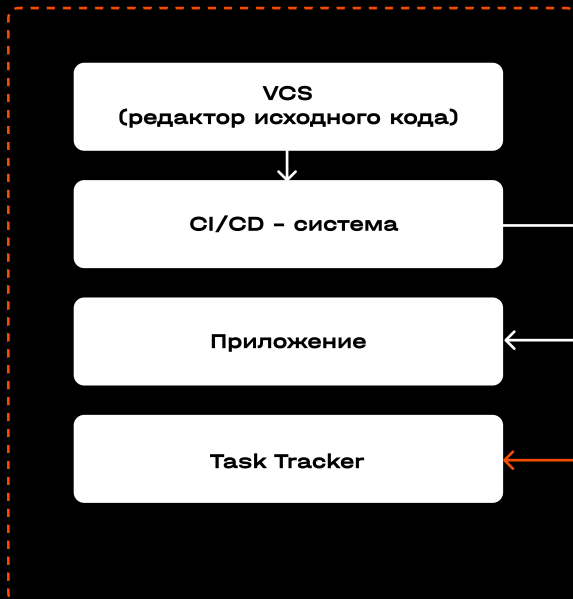 VCS
(редактор исходного кода)
CI/CD - система
Приложение
Task Tracker